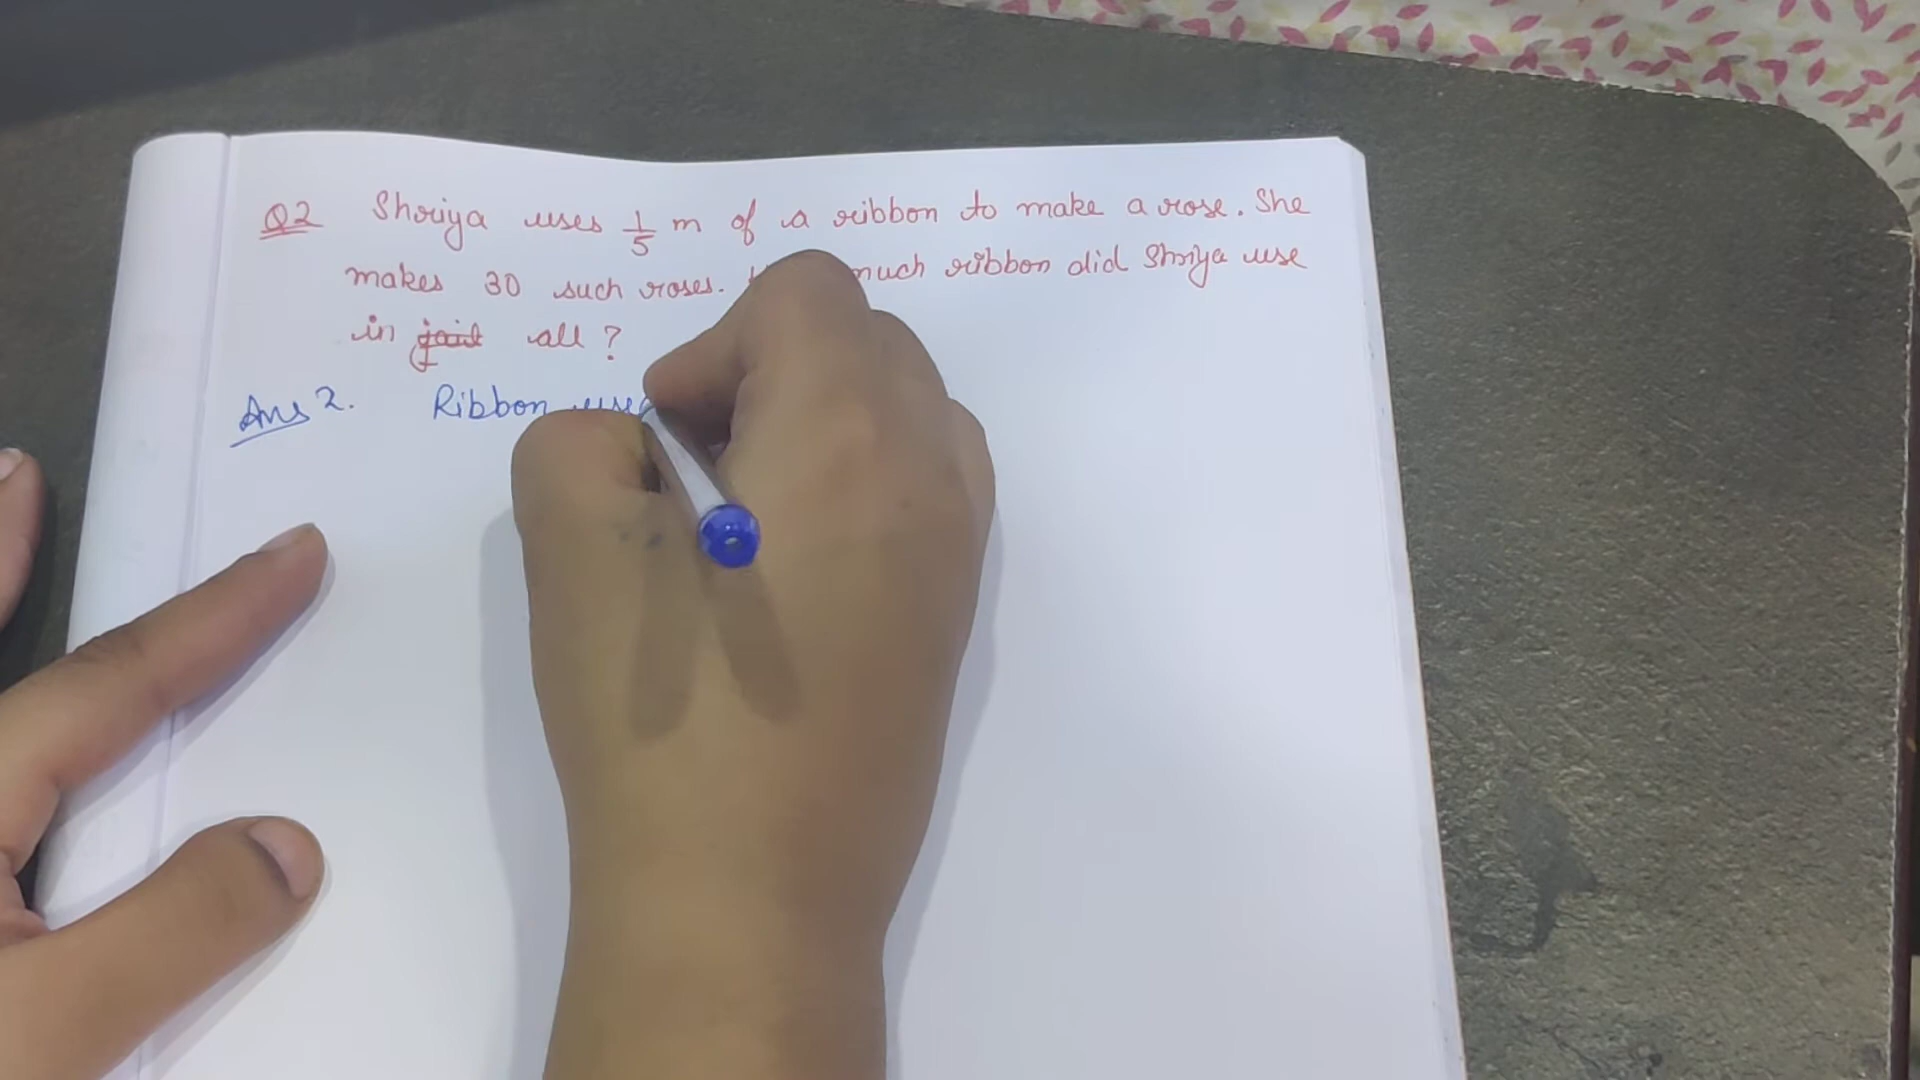 Q2 Shriya uses 1/5 m of a ribbon to make a rose. She
makes 30 such roses. much ribbon did Shriya use
in all ?
Ans 2. Ribbon use